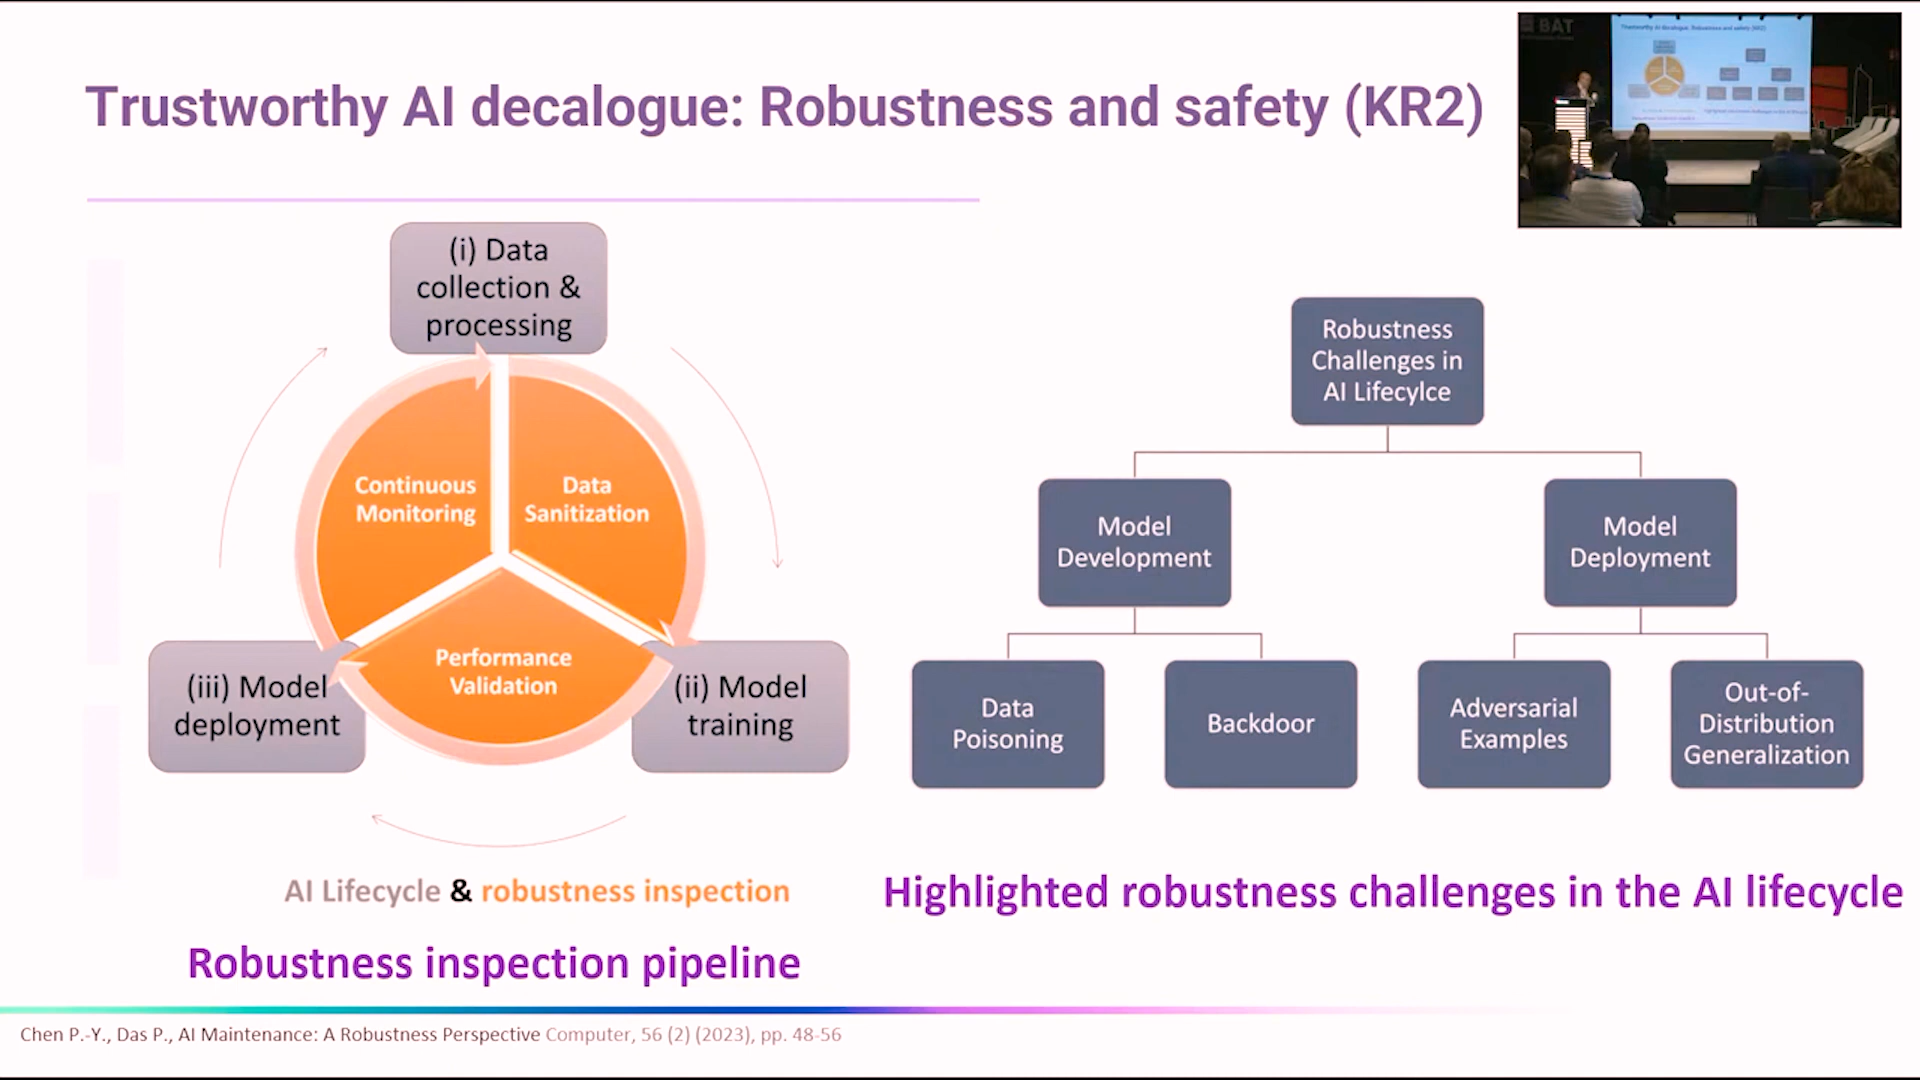 Trustworthy AI decalogue: Robustness and safety (KR2)
BAT
(i) Data
collection &
processing
Continuous
Monitoring
Data
Sanitization
Performance
Validation
(iii) Model
deployment
(ii) Model
training
AI Lifecycle & robustness inspection
Robustness inspection pipeline
Robustness
Challenges in
AI Lifecylce
Model
Development
Model
Deployment
Data
Poisoning
Backdoor
Adversarial
Examples
Out-of-
Distribution
Generalization
Highlighted robustness challenges in the AI lifecycle
Chen P.-Y., Das P., AI Maintenance: A Robustness Perspective Computer, 56 (2) (2023), pp. 48-56